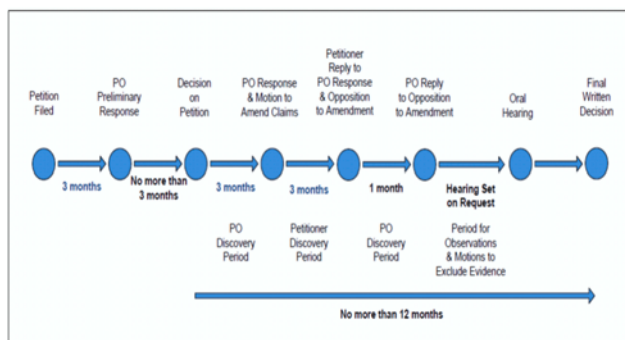 Petition
Filed
PO
Preliminary
Response
Decision
on
Petition
PO Response
& Motion to
Amend Claims
Petitioner
Reply to
PO Response
& Opposition
to Amendment
PO Reply
to Opposition
to Amendment
Oral
Hearing
Final
Written
Decision
3 months
No more than
3 months
3 months
3 months
1 month
Hearing Set
on Request
PO
Discovery
Period
Petitioner
Discovery
Period
PO
Discovery
Period
Period for
Observations
& Motions to
Exclude Evidence
No more than 12 months